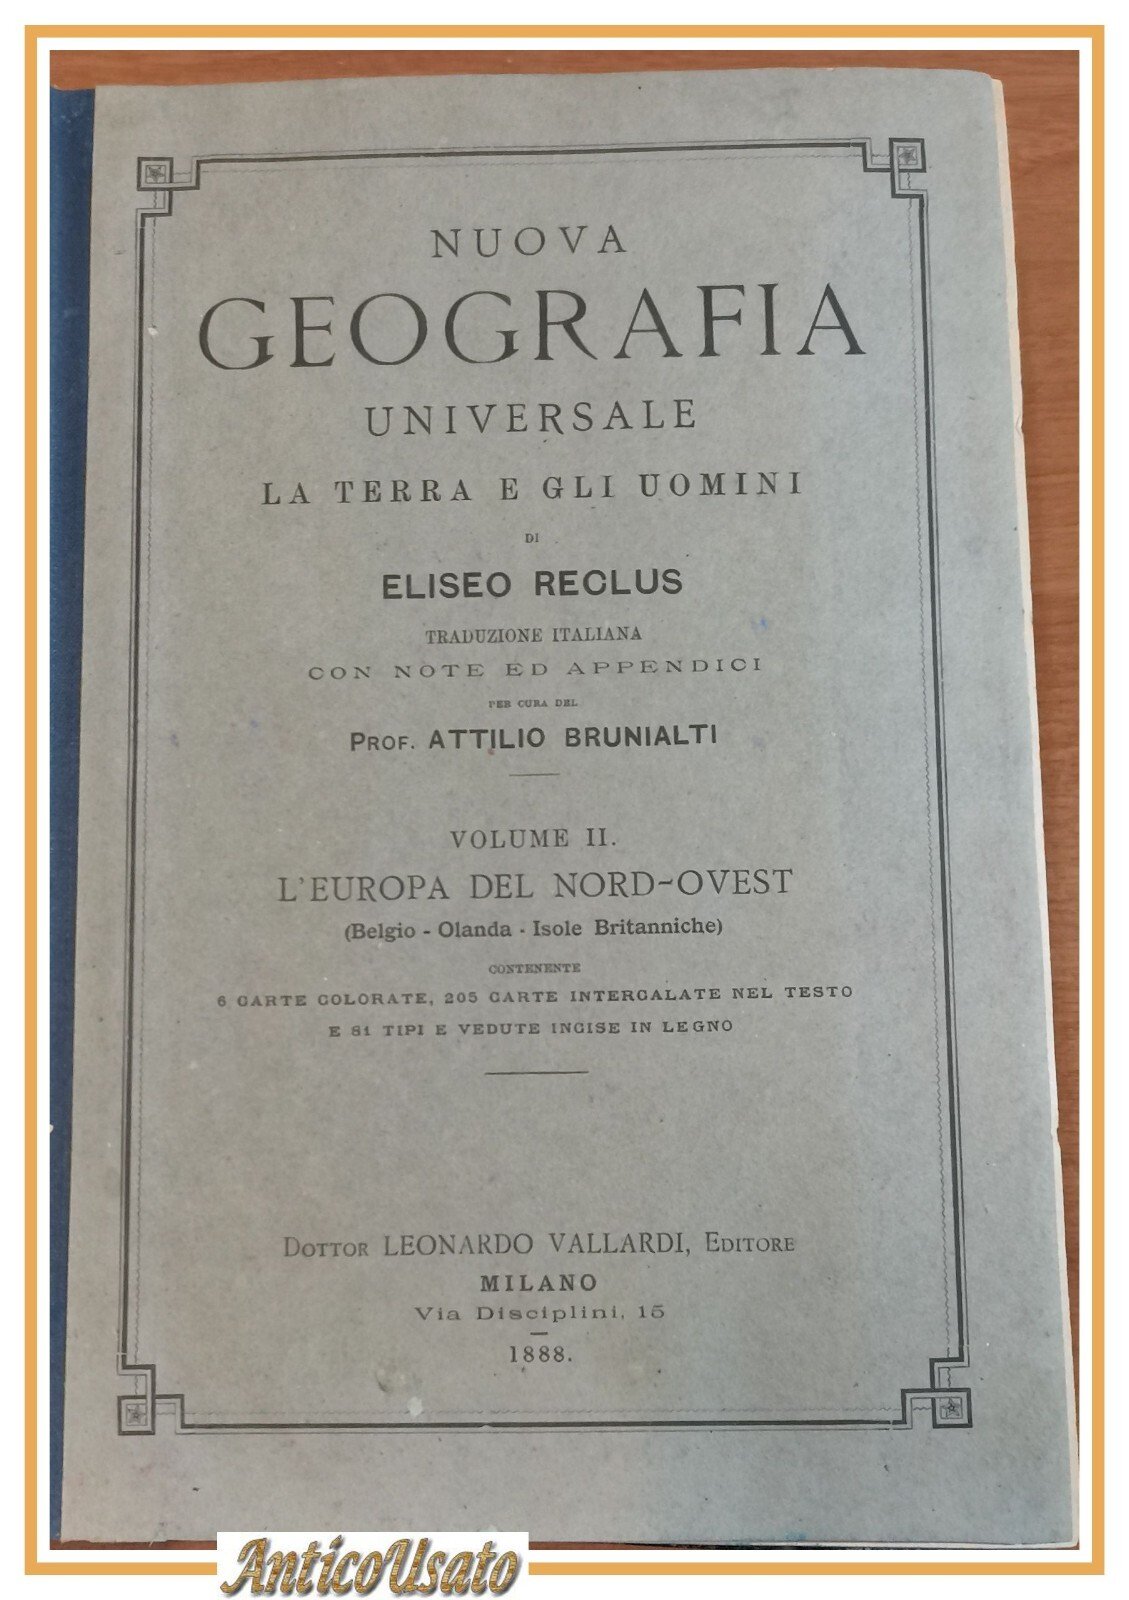 NUOVA
GEOGRAFIA
UNIVERSALE
LA TERRA E GLI UOMINI
DI
ELISEO RECLUS
TRADUZIONE ITALIANA
CON NOTE ED APPENDICI
PER CURA DEL
PROF. ATTILIO BRUNIALTI
VOLUME II.
L'EUROPA DEL NORD-OVEST
(Belgio - Olanda - Isole Britanniche)
CONTENENTE
6 CARTE COLORATE, 205 CARTE INTERCALATE NEL TESTO
E 81 TIPI E VEDUTE INCISE IN LEGNO
DOTTOR LEONARDO VALLARDI, EDITORE
MILANO
Via Disciplini, 15
1888.
AnticoUsato